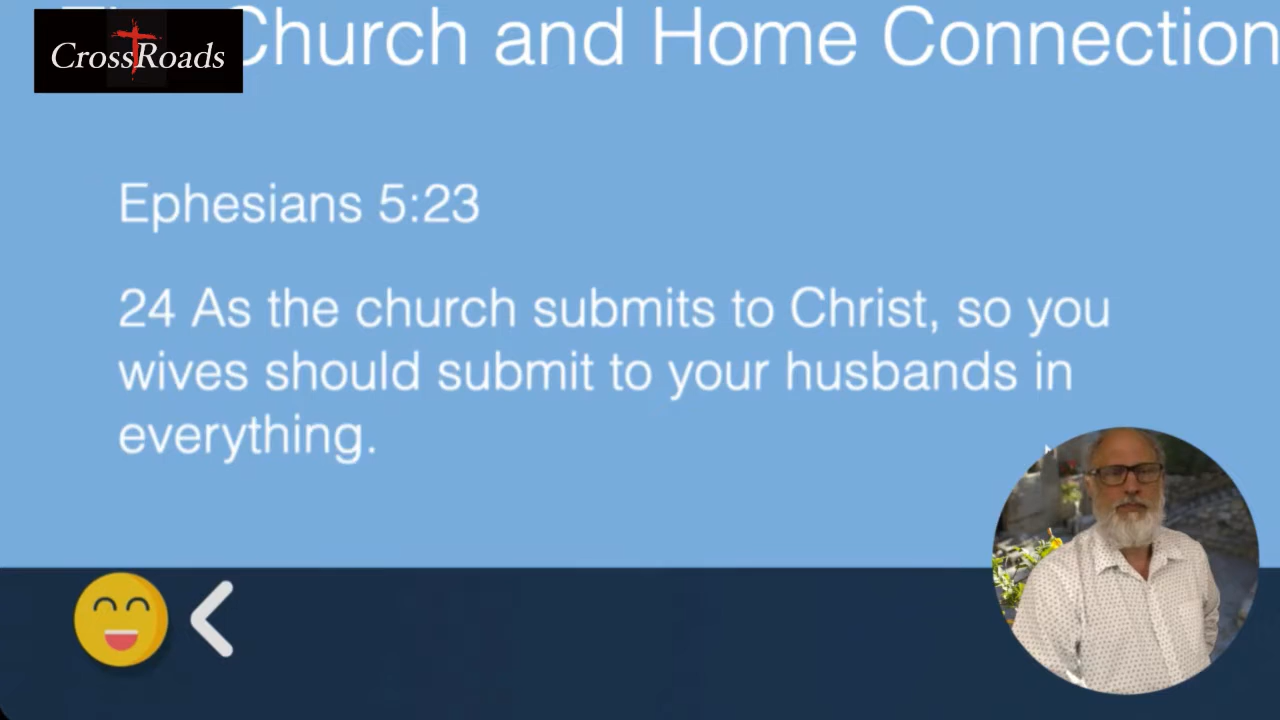 CrossRoads
Church and Home Connection
Ephesians 5:23
24 As the church submits to Christ, so you
wives should submit to your husbands in
everything.